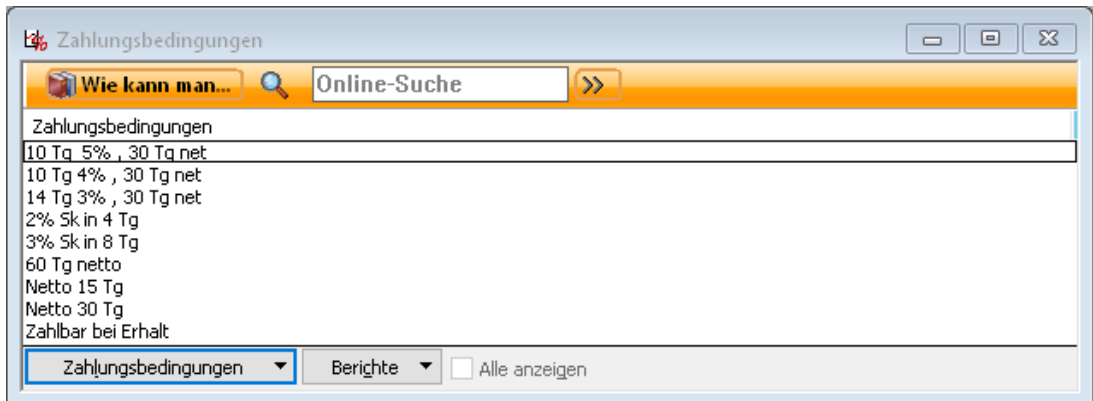 Zahlungsbedingungen
Wie kann man... Online-Suche
Zahlungsbedingungen
10 Tg 5% , 30 Tg net
10 Tg 4% , 30 Tg net
14 Tg 3% , 30 Tg net
2% Sk in 4 Tg
3% Sk in 8 Tg
60 Tg netto
Netto 15 Tg
Netto 30 Tg
Zahlbar bei Erhalt
Zahlungsbedingungen Berichte Alle anzeigen